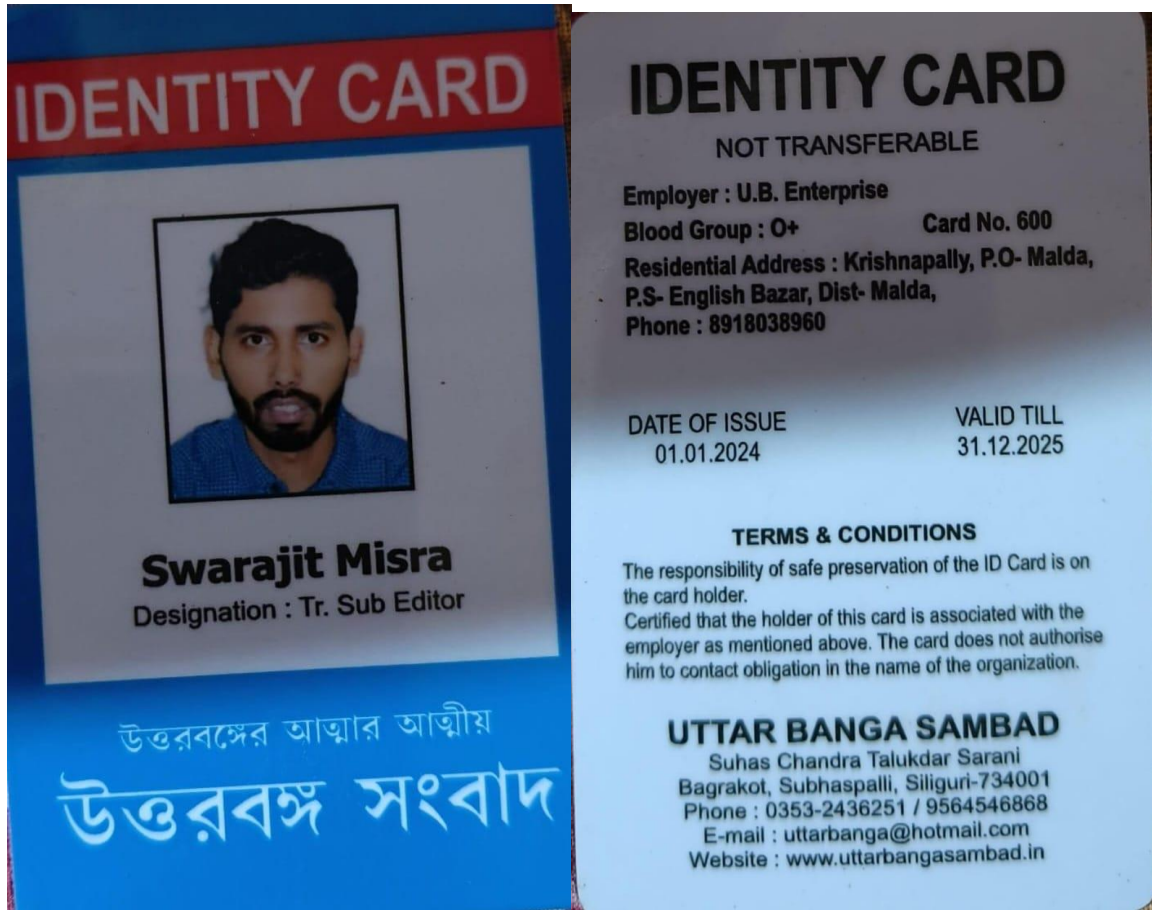 IDENTITY CARD
Swarajit Misra
Designation : Tr. Sub Editor
উত্তরবঙ্গের আত্মার আত্মীয়
উত্তরবঙ্গ সংবাদ
IDENTITY CARD
NOT TRANSFERABLE
Employer : U.B. Enterprise
Blood Group : O+ Card No. 600
Residential Address : Krishnapally, P.O- Malda,
P.S- English Bazar, Dist- Malda,
Phone : 8918038960
DATE OF ISSUE VALID TILL
01.01.2024 31.12.2025
TERMS & CONDITIONS
The responsibility of safe preservation of the ID Card is on
the card holder.
Certified that the holder of this card is associated with the
employer as mentioned above. The card does not authorise
him to contact obligation in the name of the organization.
UTTAR BANGA SAMBAD
Suhas Chandra Talukdar Sarani
Bagrakot, Subhaspalli, Siliguri-734001
Phone : 0353-2436251 / 9564546868
E-mail : uttarbanga@hotmail.com
Website : www.uttarbangasambad.in